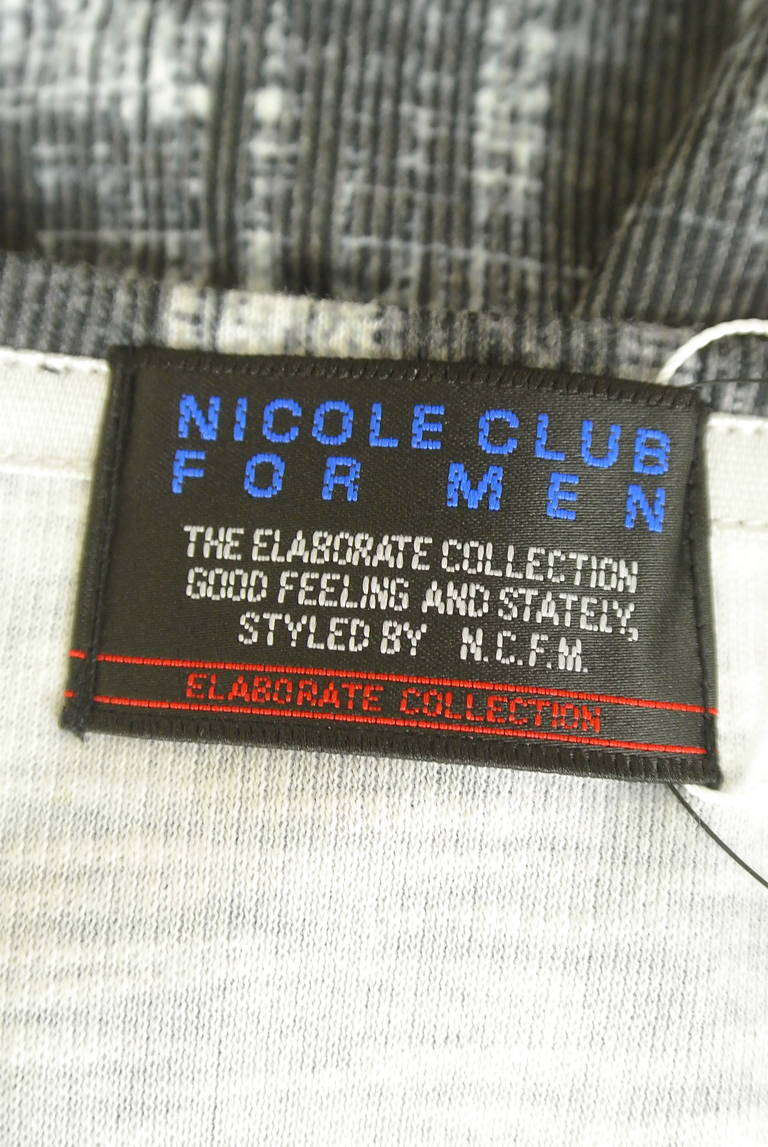 NICOLE CLUB
FOR MEN
THE ELABORATE COLLECTION
GOOD FEELING AND STATELY,
STYLED BY N.C.F.M.
ELABORATE COLLECTION